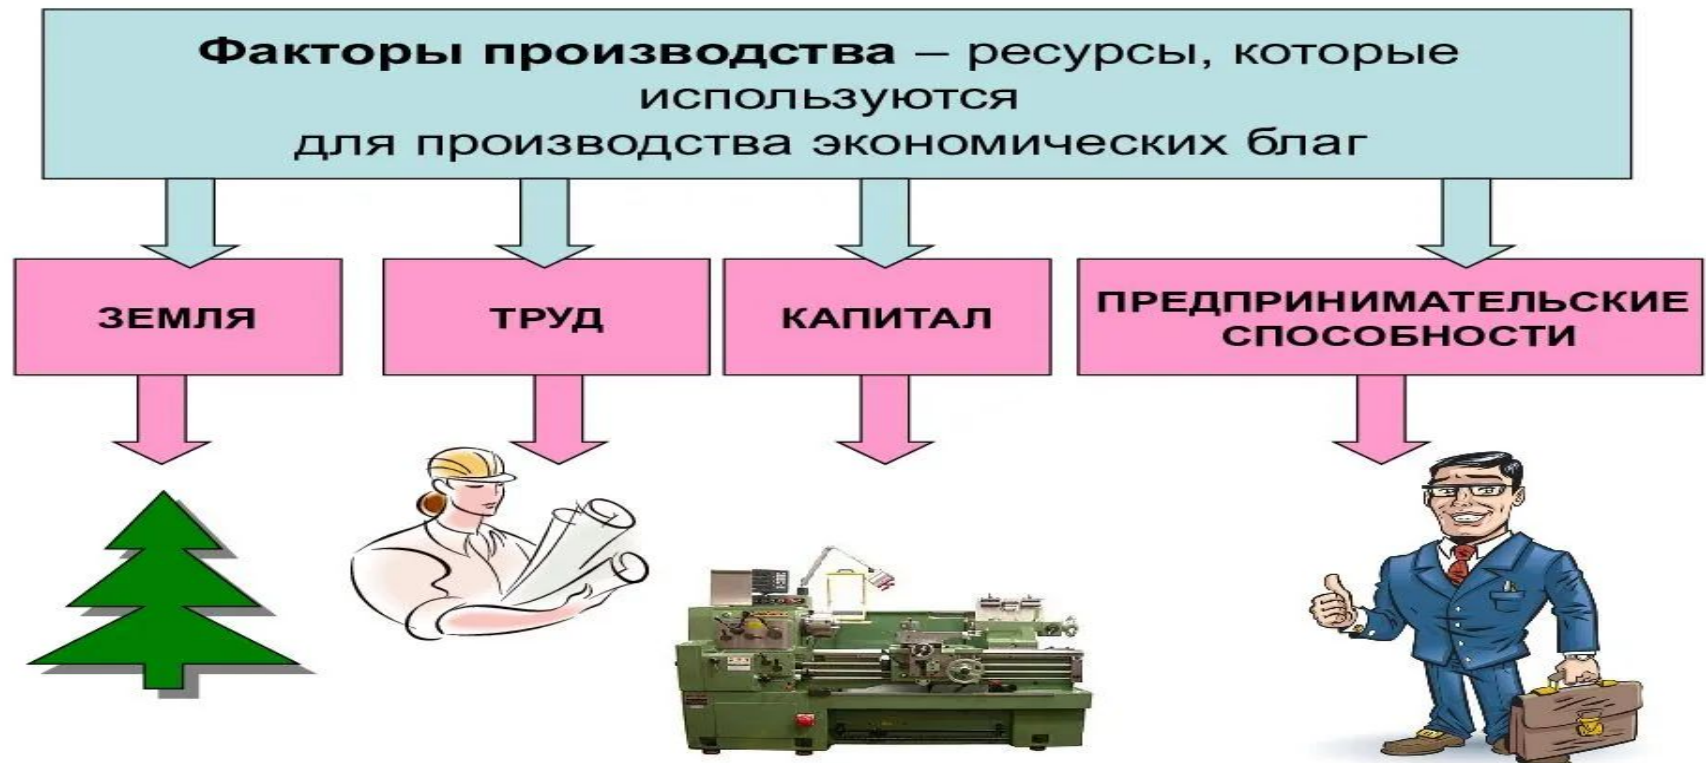 Факторы производства – ресурсы, которые
используются
для производства экономических благ
ЗЕМЛЯ
ТРУД
КАПИТАЛ
ПРЕДПРИНИМАТЕЛЬСКИЕ
СПОСОБНОСТИ